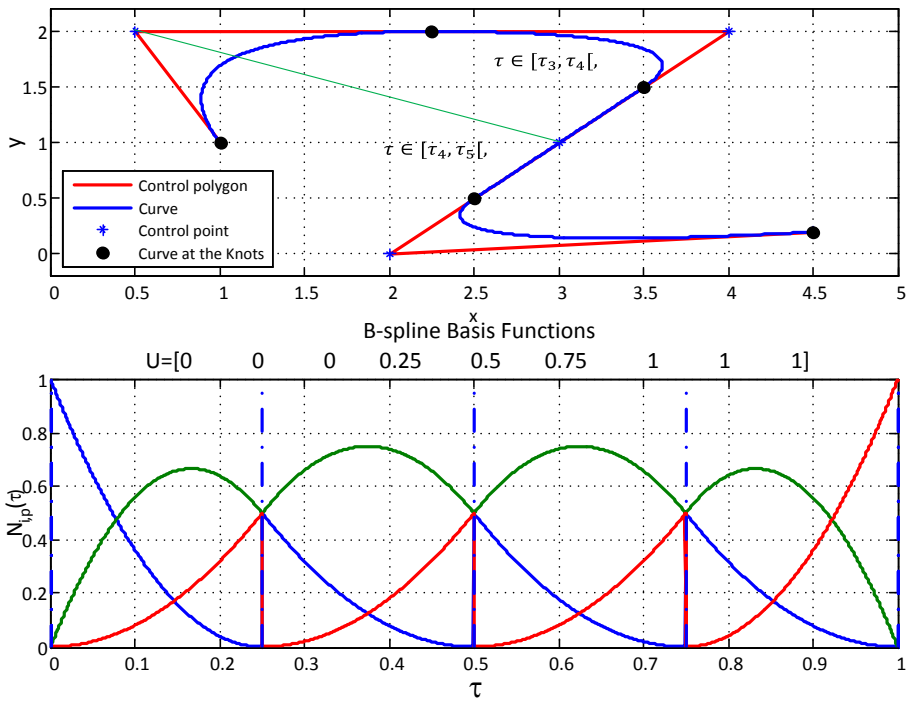 2
1.5
1
0.5
0
y
τ ∈ [τ₃, τ₄[,
τ ∈ [τ₄, τ₅[,
Control polygon
Curve
Control point
Curve at the Knots
0 0.5 1 1.5 2 2.5 3 3.5 4 4.5 5
x
B-spline Basis Functions
U=[0 0 0 0.25 0.5 0.75 1 1 1]
1
0.8
0.6
0.4
0.2
0
N_{i,p}(τ)
0 0.1 0.2 0.3 0.4 0.5 0.6 0.7 0.8 0.9 1
τ